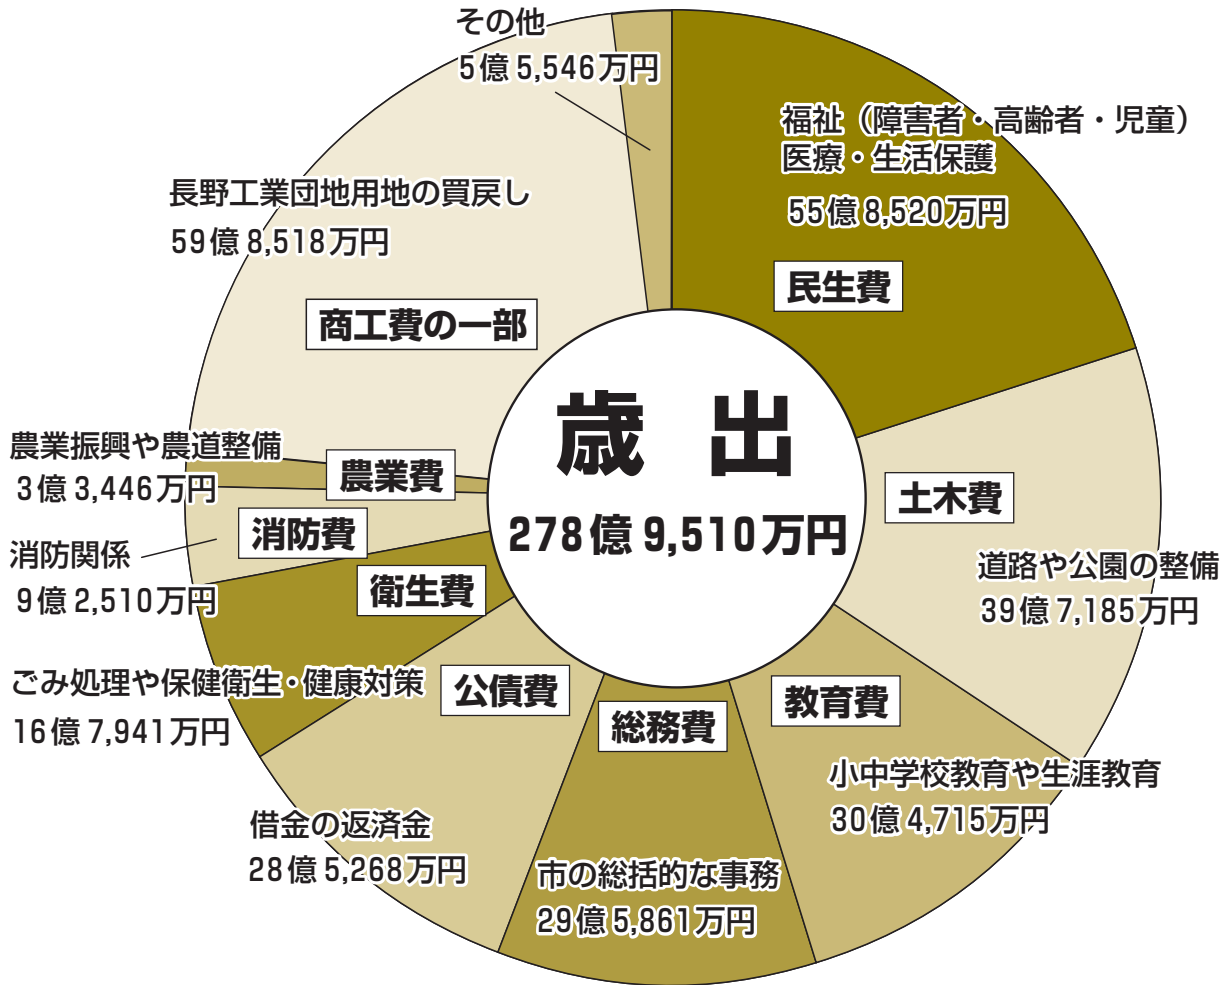 歳出
278億9,510万円
福祉（障害者・高齢者・児童）
医療・生活保護
55億8,520万円
民生費
土木費
道路や公園の整備
39億7,185万円
教育費
小中学校教育や生涯教育
30億4,715万円
総務費
市の総括的な事務
29億5,861万円
公債費
借金の返済金
28億5,268万円
衛生費
ごみ処理や保健衛生・健康対策
16億7,941万円
消防費
消防関係
9億2,510万円
農業費
農業振興や農道整備
3億3,446万円
長野工業団地用地の買戻し
59億8,518万円
商工費の一部
その他
5億5,546万円